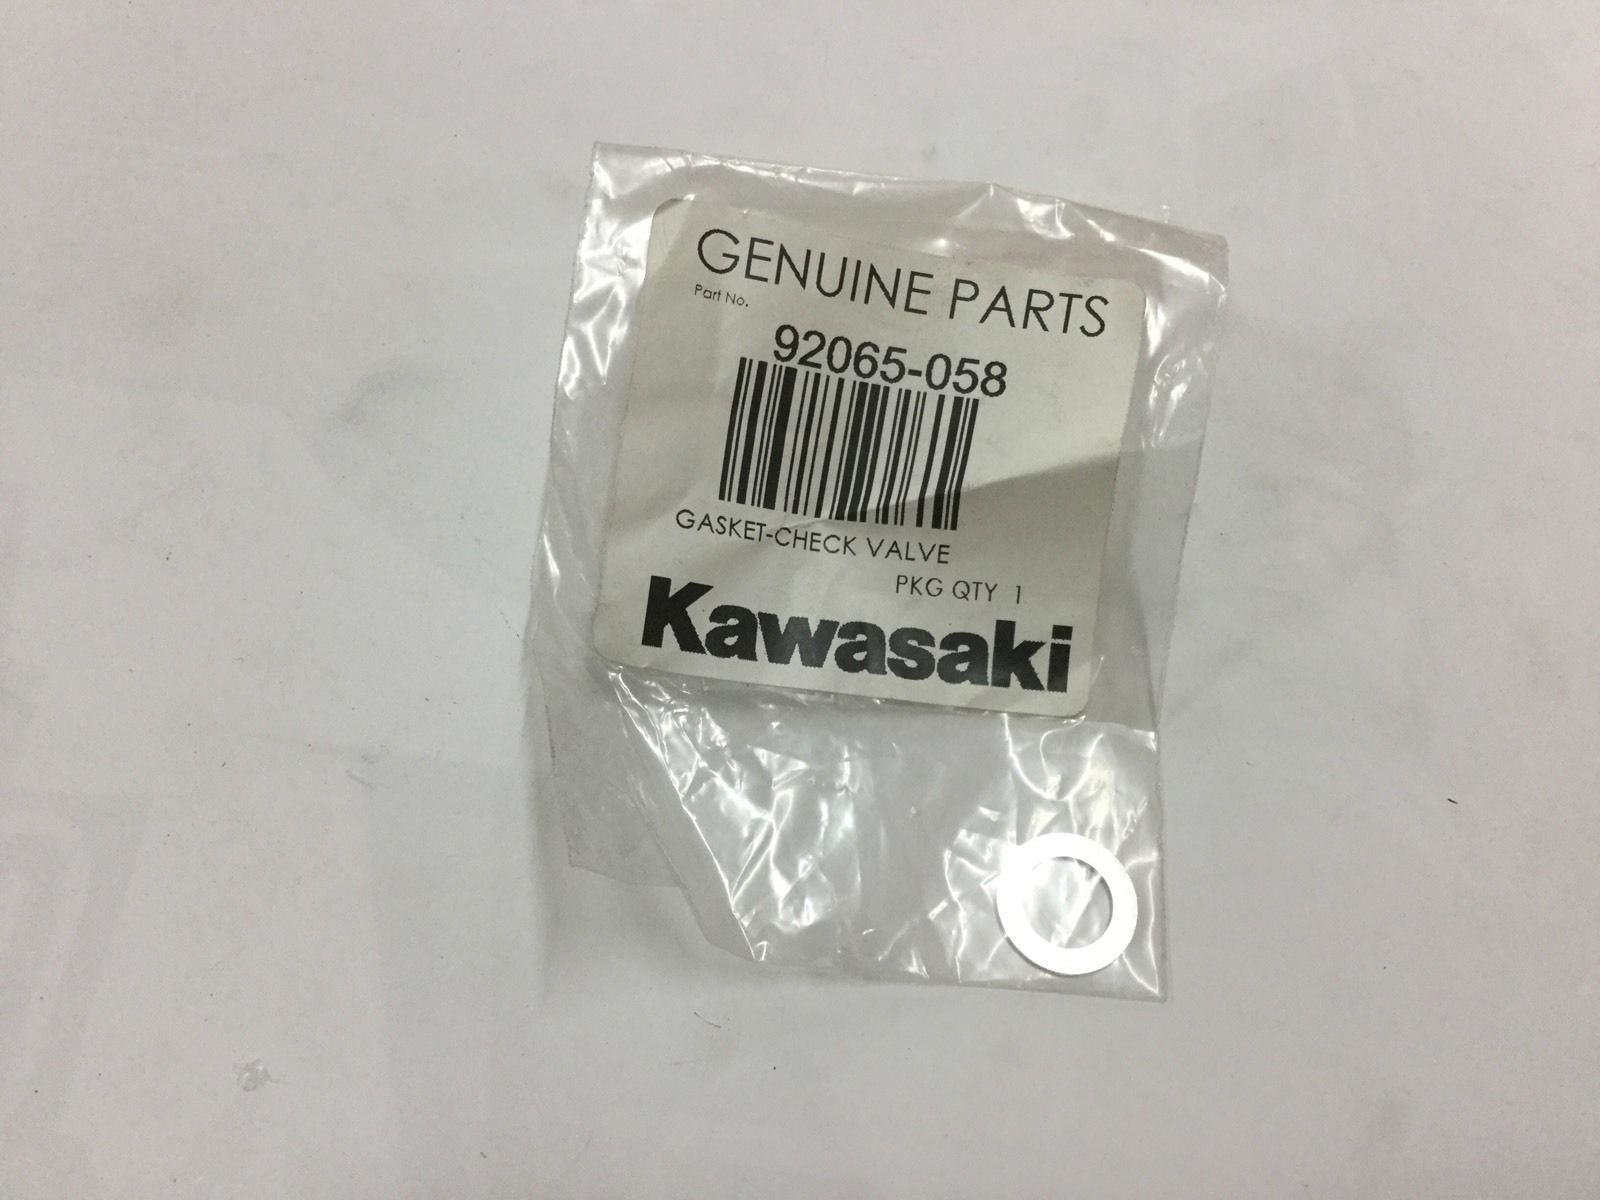 GENUINE PARTS
Part No.
92065-058
GASKET-CHECK VALVE
PKG QTY 1
Kawasaki